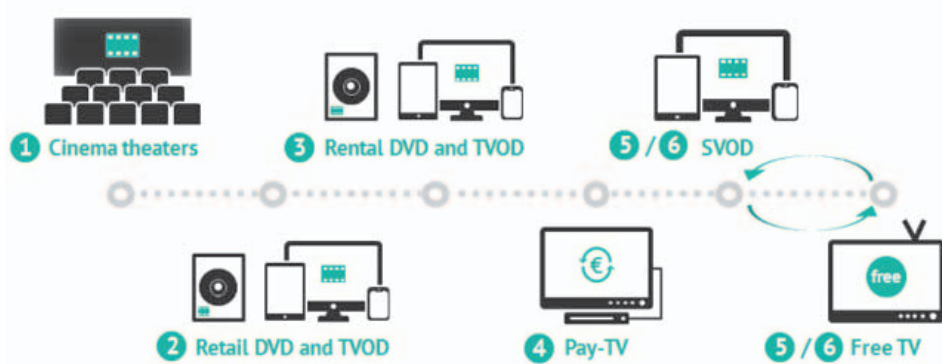 1 Cinema theaters
3 Rental DVD and TVOD
5 / 6 SVOD
€
free
2 Retail DVD and TVOD
4 Pay-TV
5 / 6 Free TV